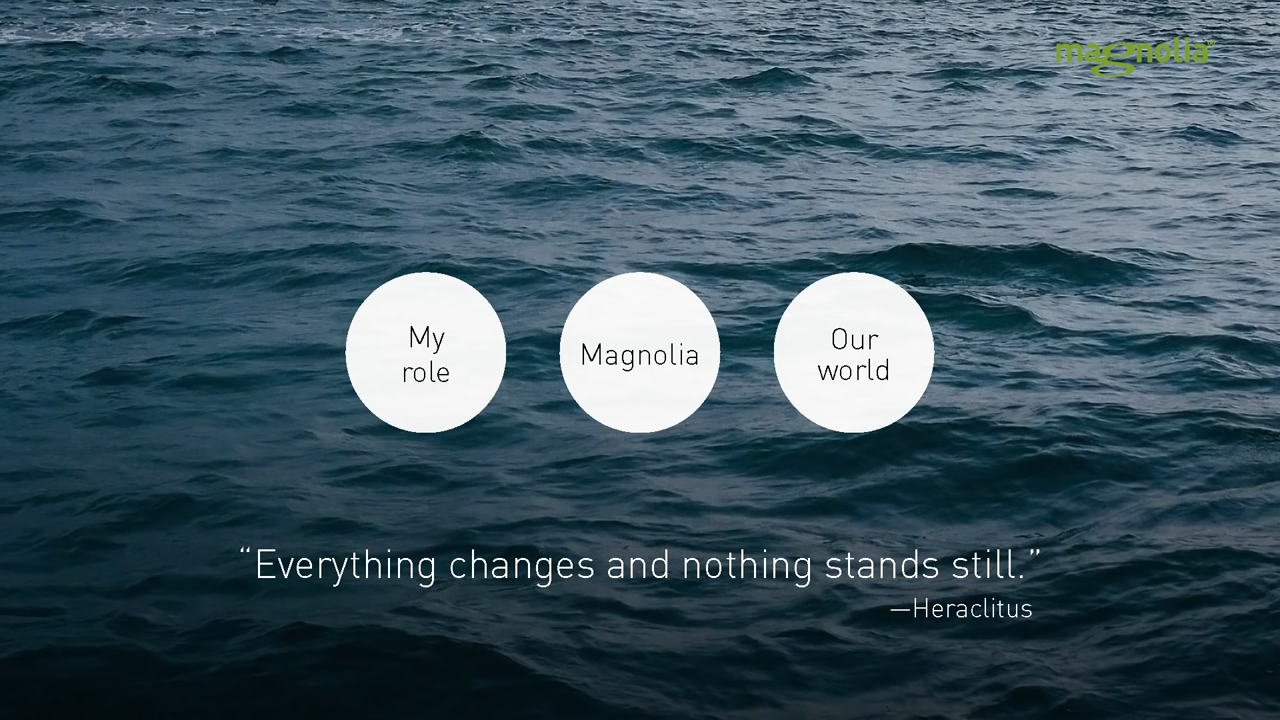 magnolia®
My
role
Magnolia
Our
world
“Everything changes and nothing stands still.”
—Heraclitus